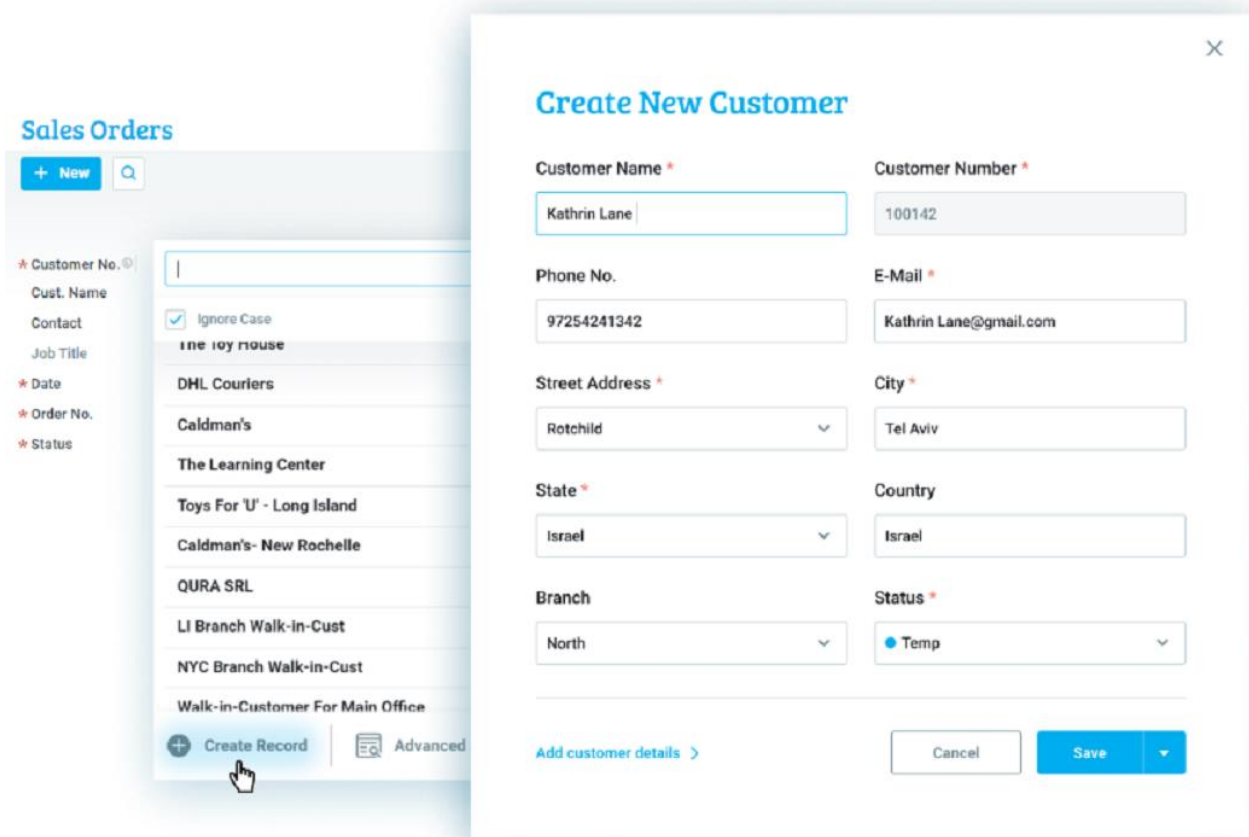 Sales Orders
+ New
* Customer No.
Cust. Name
Contact
Job Title
* Date
* Order No.
* Status
Ignore Case
The Toy House
DHL Couriers
Caldman's
The Learning Center
Toys For 'U' - Long Island
Caldman's- New Rochelle
QURA SRL
LI Branch Walk-in-Cust
NYC Branch Walk-in-Cust
Walk-in-Customer For Main Office
Create Record
Advanced
Create New Customer
Customer Name *
Customer Number *
Kathrin Lane
100142
Phone No.
E-Mail *
97254241342
Kathrin Lane@gmail.com
Street Address *
City *
Rotchild
Tel Aviv
State *
Country
Israel
Israel
Branch
Status *
North
Temp
Add customer details >
Cancel
Save